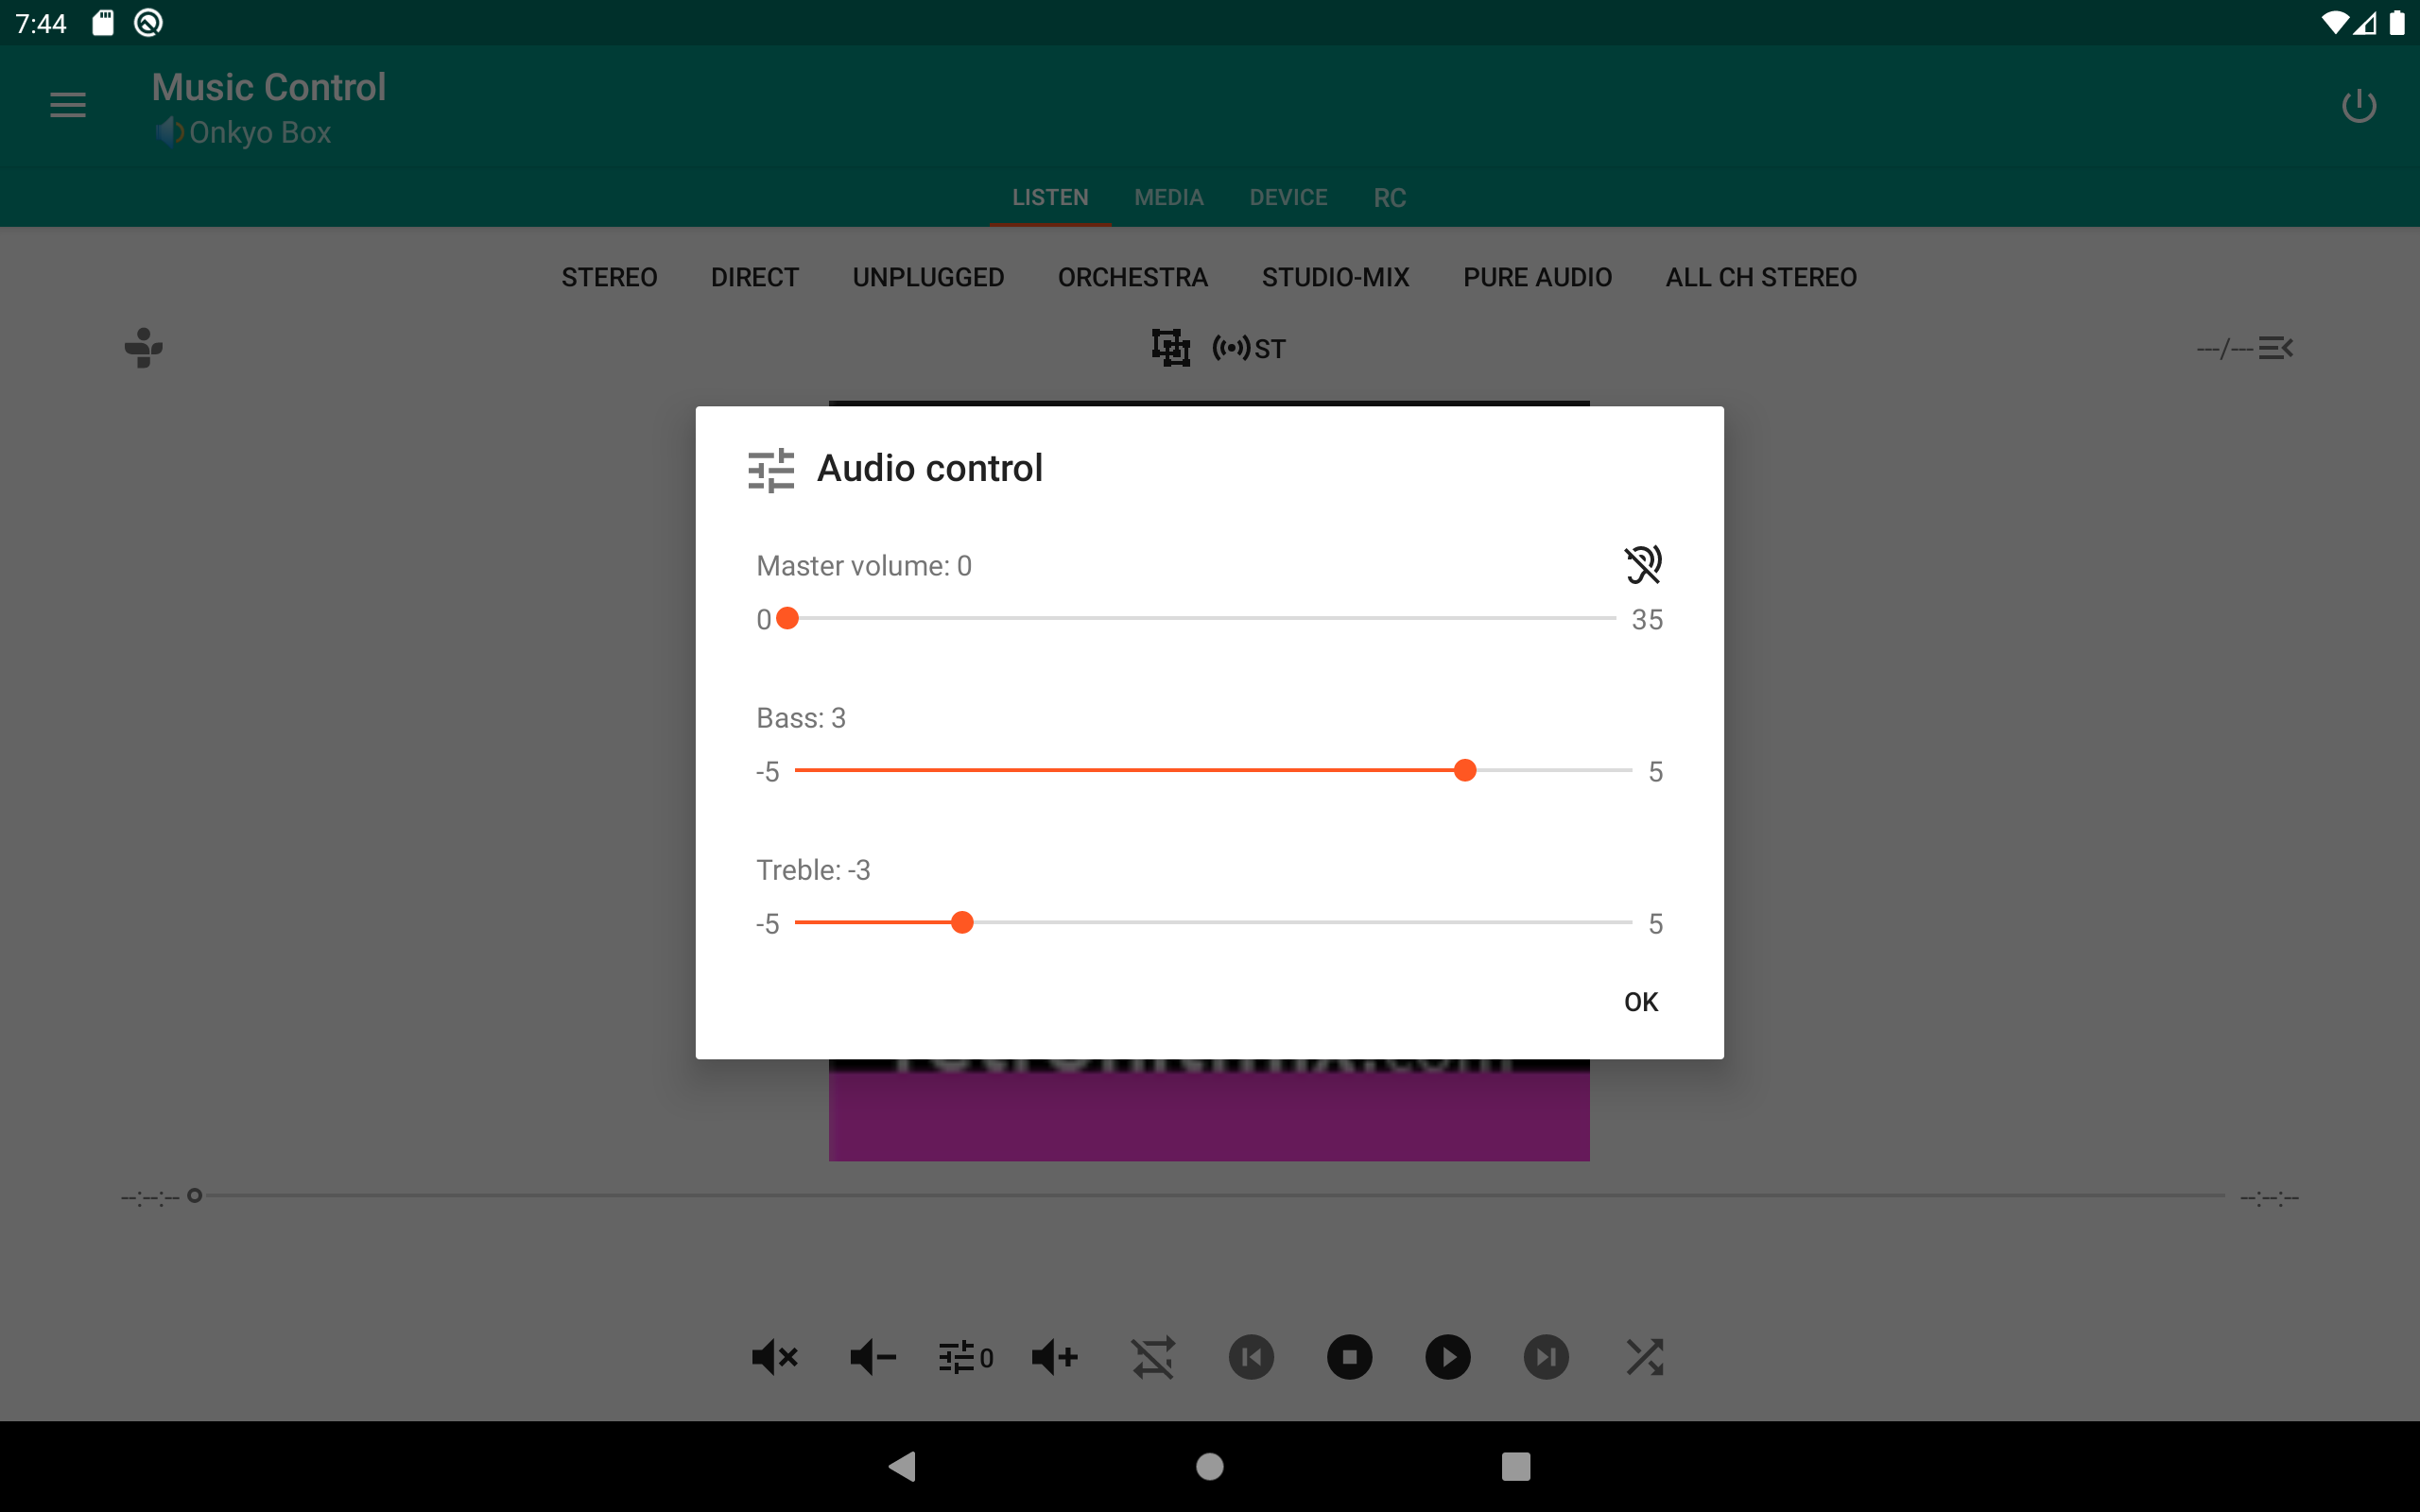 7:44
Music Control
Onkyo Box
LISTEN MEDIA DEVICE RC
STEREO DIRECT UNPLUGGED ORCHESTRA STUDIO-MIX PURE AUDIO ALL CH STEREO
ST
---/---
Audio control
Master volume: 0
0 35
Bass: 3
-5 5
Treble: -3
-5 5
OK
--:--:-- --:--:--
0